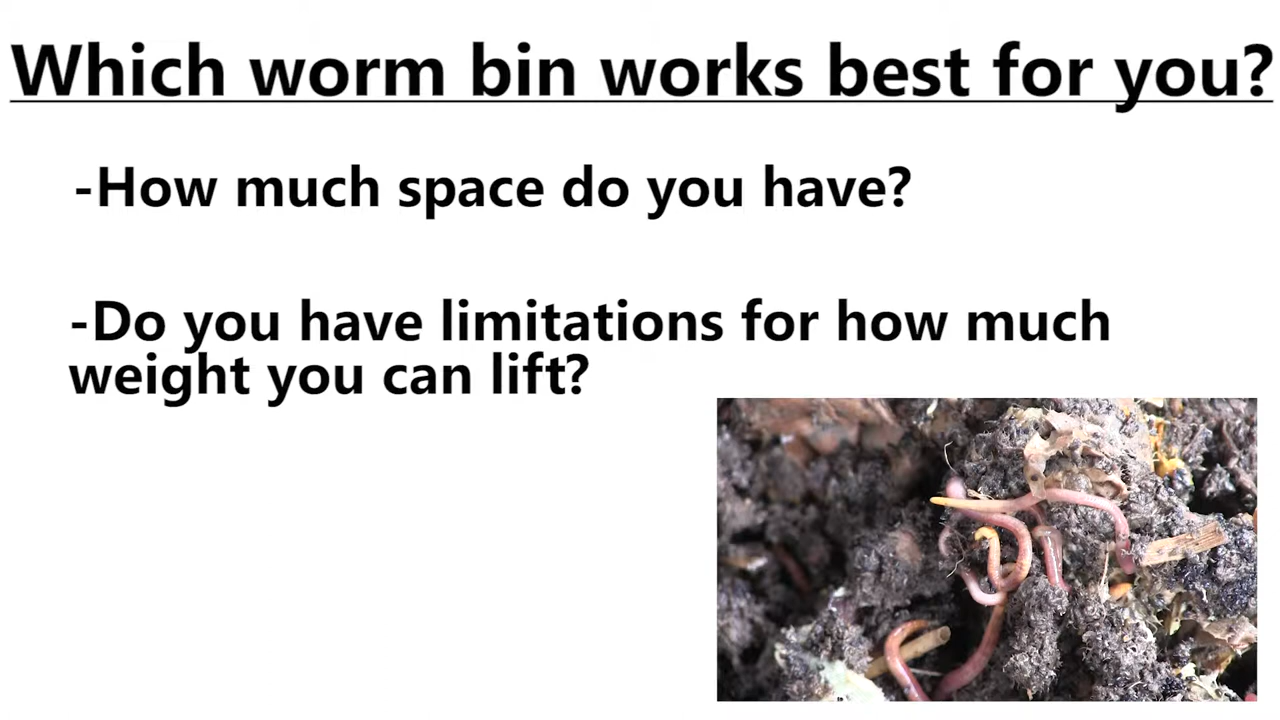 Which worm bin works best for you?
-How much space do you have?
-Do you have limitations for how much
weight you can lift?